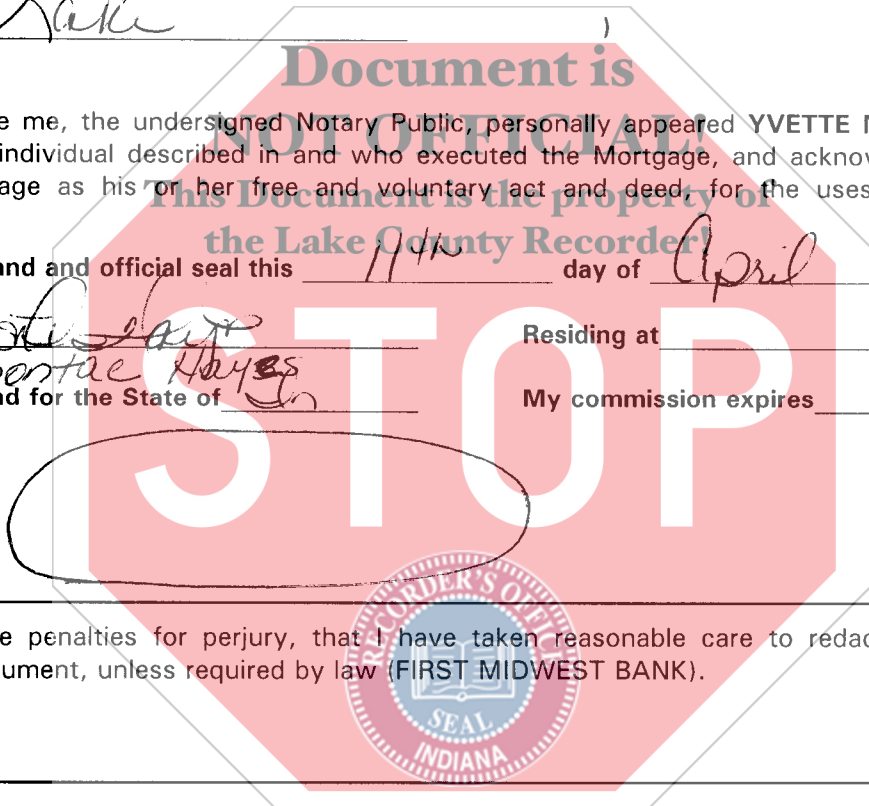 Lake )
Document is
NOT OFFICIAL!
e me, the undersigned Notary Public, personally appeared YVETTE
individual described in and who executed the Mortgage, and acknow
age as his or her free and voluntary act and deed, for the uses
This Document is the property of
the Lake County Recorder!
and and official seal this 11th day of April
Residing at
Hayes
nd for the State of In My commission expires
STOP
e penalties for perjury, that I have taken reasonable care to redac
ument, unless required by law (FIRST MIDWEST BANK).
RECORDER'S OFFICE
SEAL
INDIANA